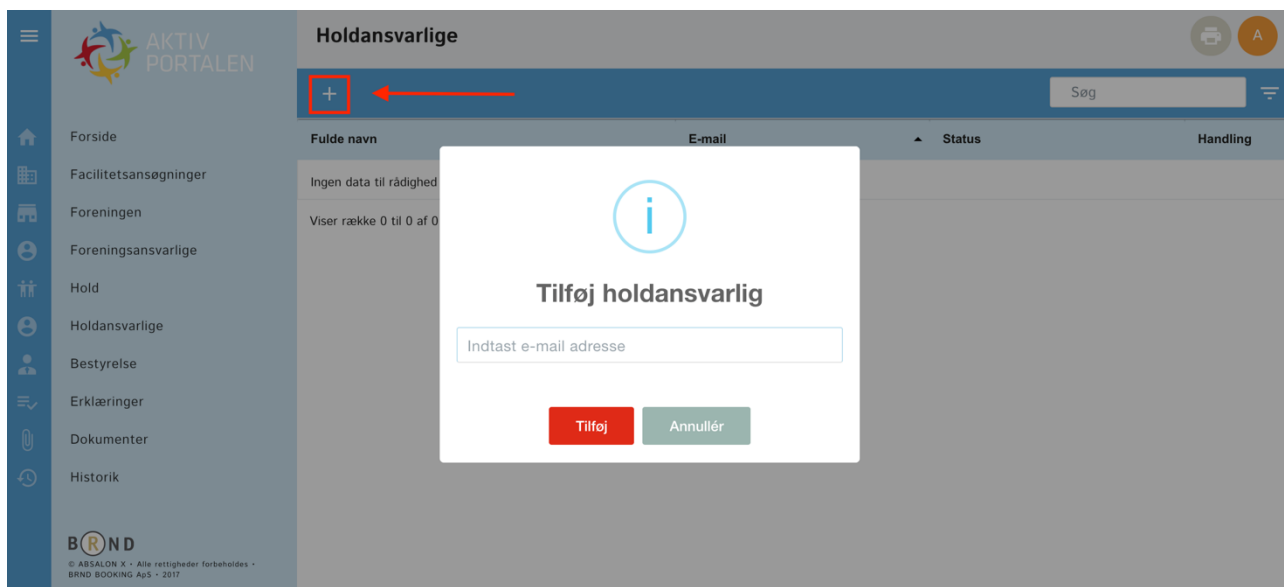 AKTIV
PORTALEN
Holdansvarlige
A
+
Søg
Forside
Facilitetsansøgninger
Foreningen
Foreningsansvarlige
Hold
Holdansvarlige
Bestyrelse
Erklæringer
Dokumenter
Historik
BRND
© ABSALON X • Alle rettigheder forbeholdes •
BRND BOOKING ApS • 2017
Fulde navn E-mail Status Handling
Ingen data til rådighed
Viser række 0 til 0 af 0
i
Tilføj holdansvarlig
Indtast e-mail adresse
Tilføj Annullér